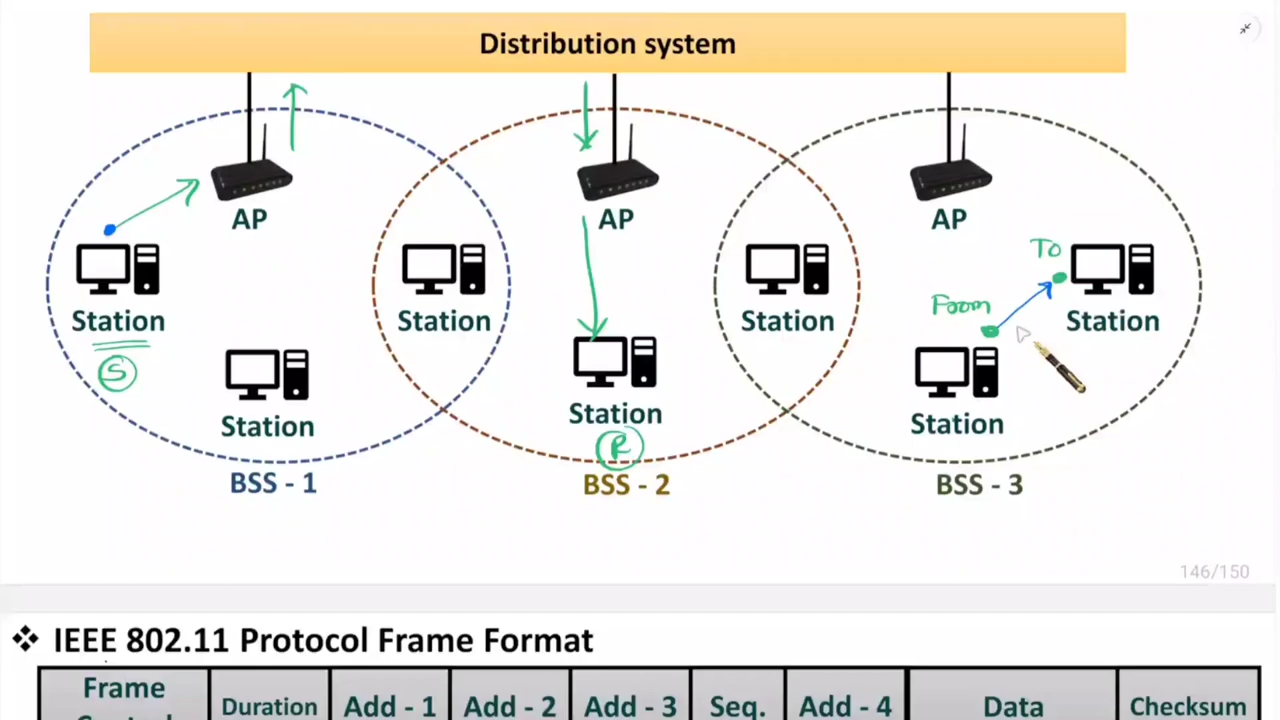 Distribution system
AP
AP
AP
To
From
Station
Station
Station
Station
S
Station
Station
Station
R
BSS - 1
BSS - 2
BSS - 3
146/150
❖ IEEE 802.11 Protocol Frame Format
Frame Control
Duration
Add - 1
Add - 2
Add - 3
Seq.
Add - 4
Data
Checksum